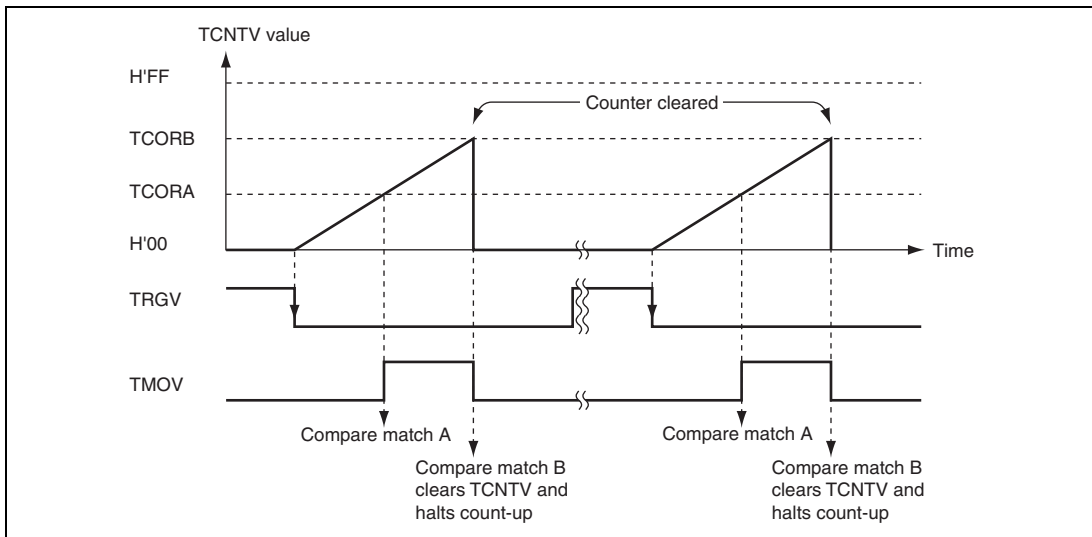 TCNTV value
H'FF
Counter cleared
TCORB
TCORA
H'00
Time
TRGV
TMOV
Compare match A
Compare match A
Compare match B
clears TCNTV and
halts count-up
Compare match B
clears TCNTV and
halts count-up